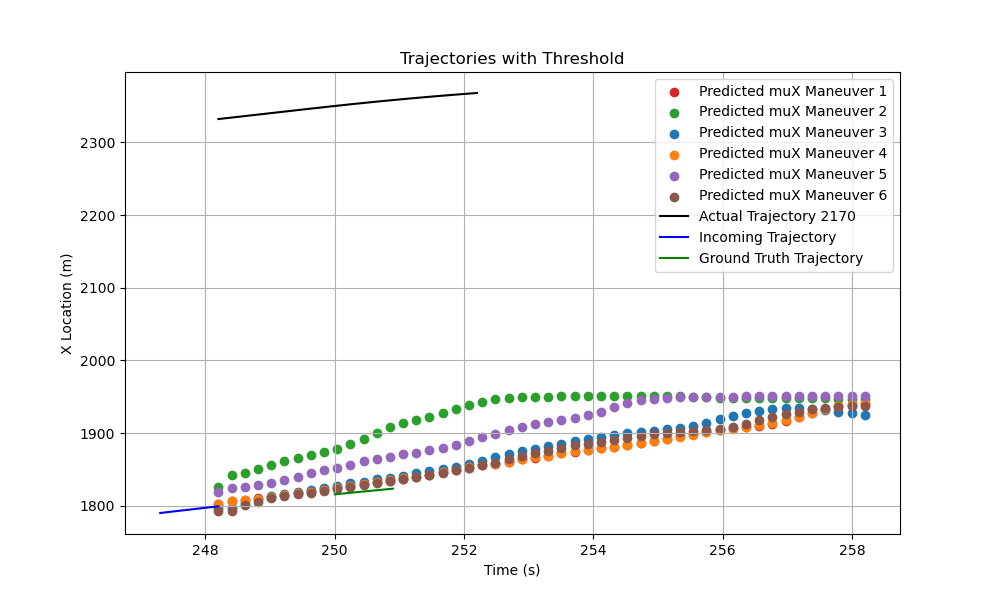 Trajectories with Threshold
X Location (m)
2300
2200
2100
2000
1900
1800
Predicted muX Maneuver 1
Predicted muX Maneuver 2
Predicted muX Maneuver 3
Predicted muX Maneuver 4
Predicted muX Maneuver 5
Predicted muX Maneuver 6
Actual Trajectory 2170
Incoming Trajectory
Ground Truth Trajectory
248 250 252 254 256 258
Time (s)